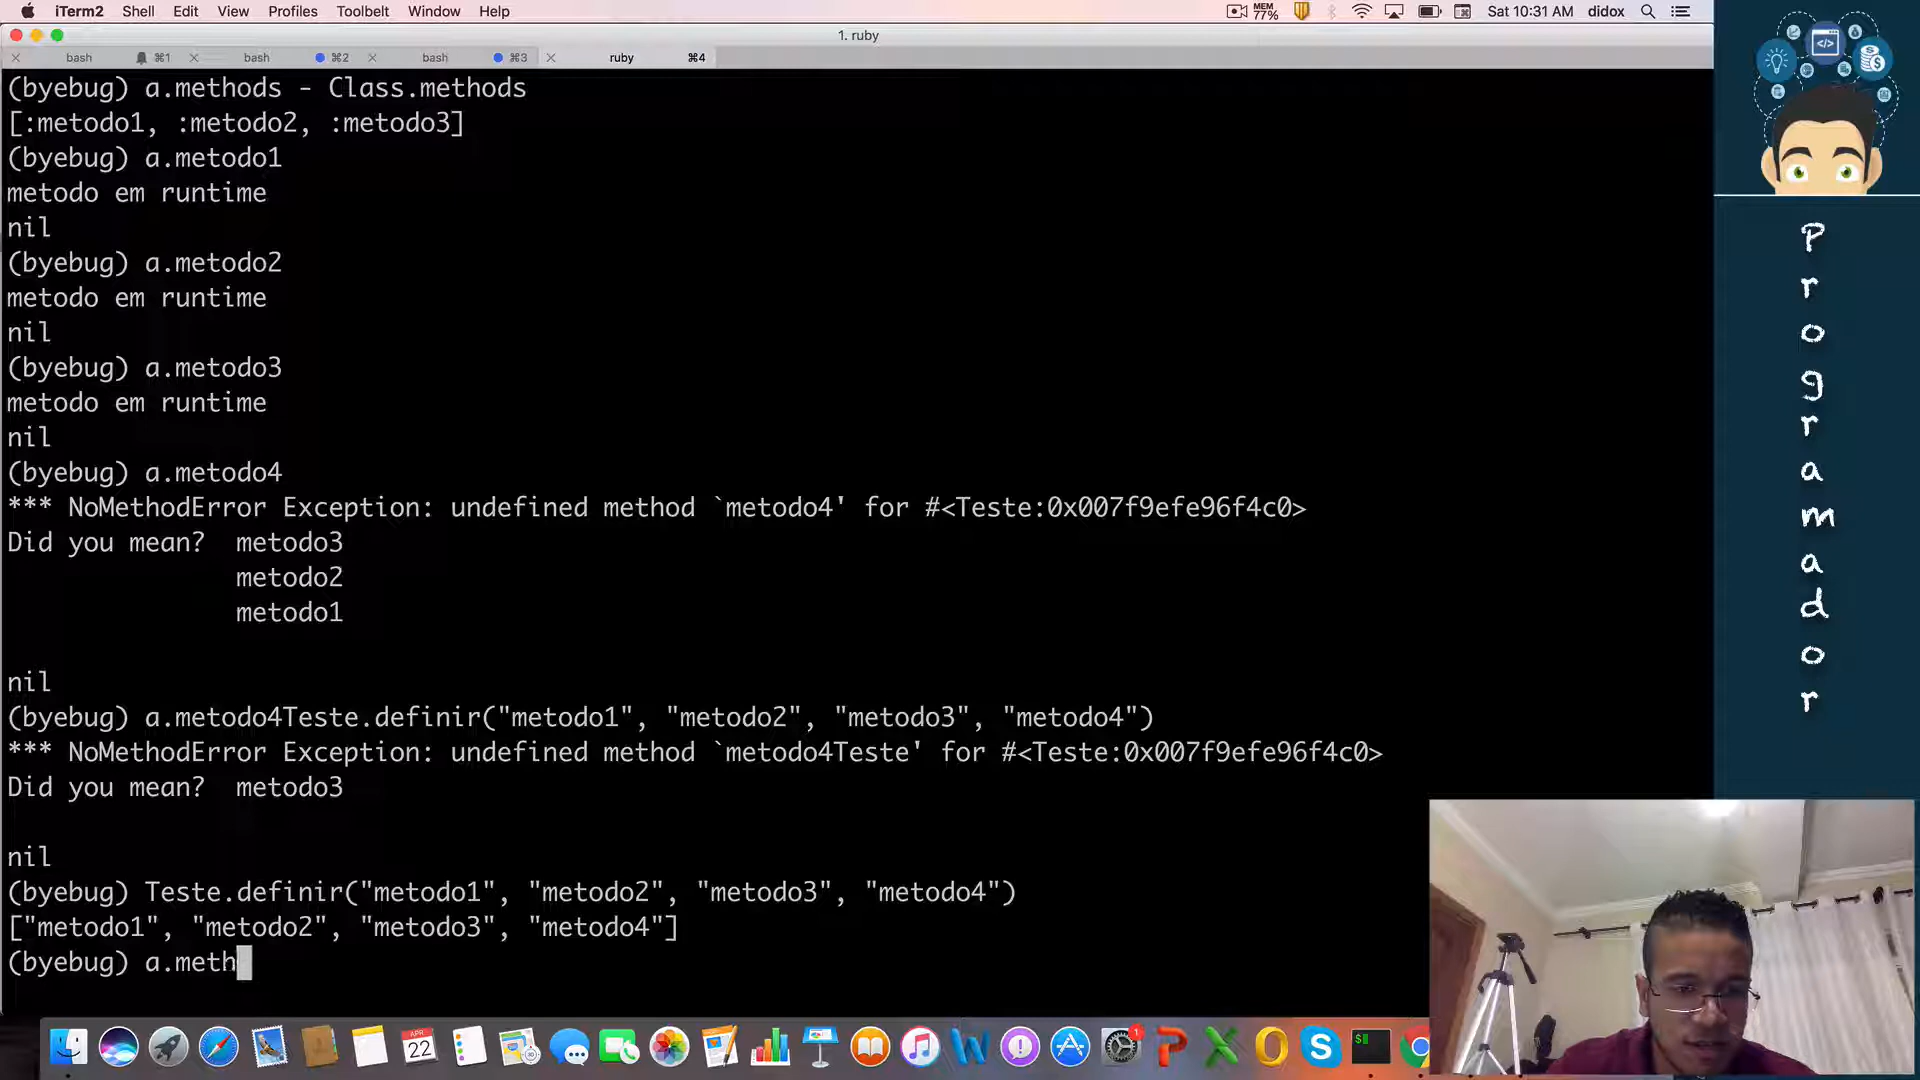 iTerm2 Shell Edit View Profiles Toolbelt Window Help MEM 77% Sat 10:31 AM didox
1. ruby
bash ⌘1 bash ⌘2 bash ⌘3 ruby ⌘4
(byebug) a.methods - Class.methods
[:metodo1, :metodo2, :metodo3]
(byebug) a.metodo1
metodo em runtime
nil
(byebug) a.metodo2
metodo em runtime
nil
(byebug) a.metodo3
metodo em runtime
nil
(byebug) a.metodo4
*** NoMethodError Exception: undefined method `metodo4' for #<Teste:0x007f9efe96f4c0>
Did you mean?  metodo3
metodo2
metodo1
nil
(byebug) a.metodo4Teste.definir("metodo1", "metodo2", "metodo3", "metodo4")
*** NoMethodError Exception: undefined method `metodo4Teste' for #<Teste:0x007f9efe96f4c0>
Did you mean?  metodo3
nil
(byebug) Teste.definir("metodo1", "metodo2", "metodo3", "metodo4")
["metodo1", "metodo2", "metodo3", "metodo4"]
(byebug) a.meth
</> 
$
P
r
o
g
r
a
m
a
d
o
r
APR
22
1
$